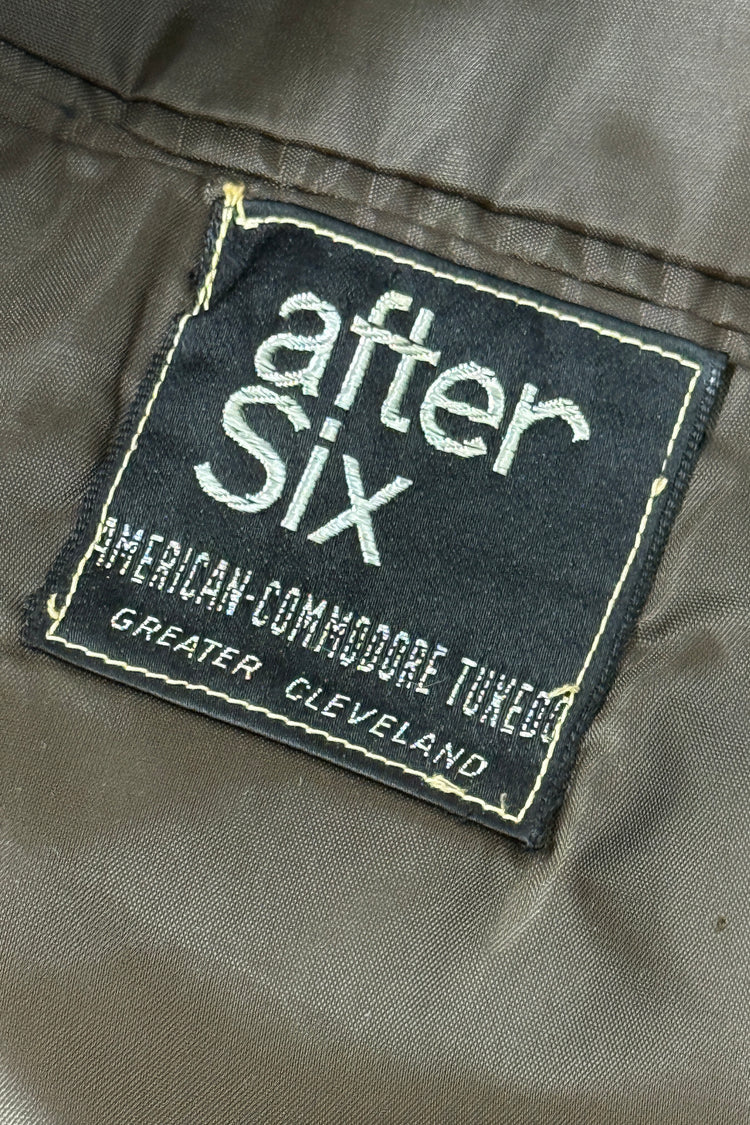 after
Six
AMERICAN-COMMODORE TUXEDO
GREATER CLEVELAND